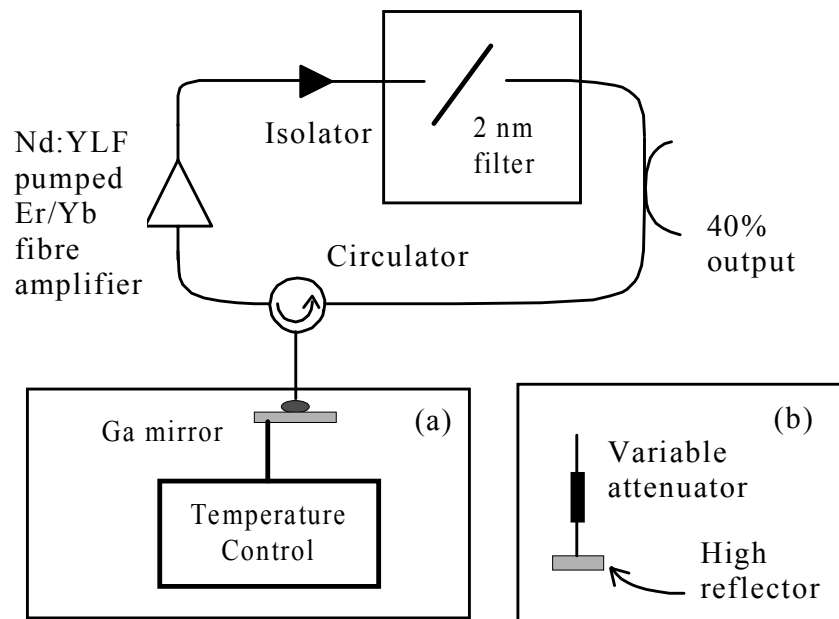 Nd:YLF
pumped
Er/Yb
fibre
amplifier
Isolator
2 nm
filter
40%
output
Circulator
(a)
Ga mirror
Temperature
Control
(b)
Variable
attenuator
High
reflector